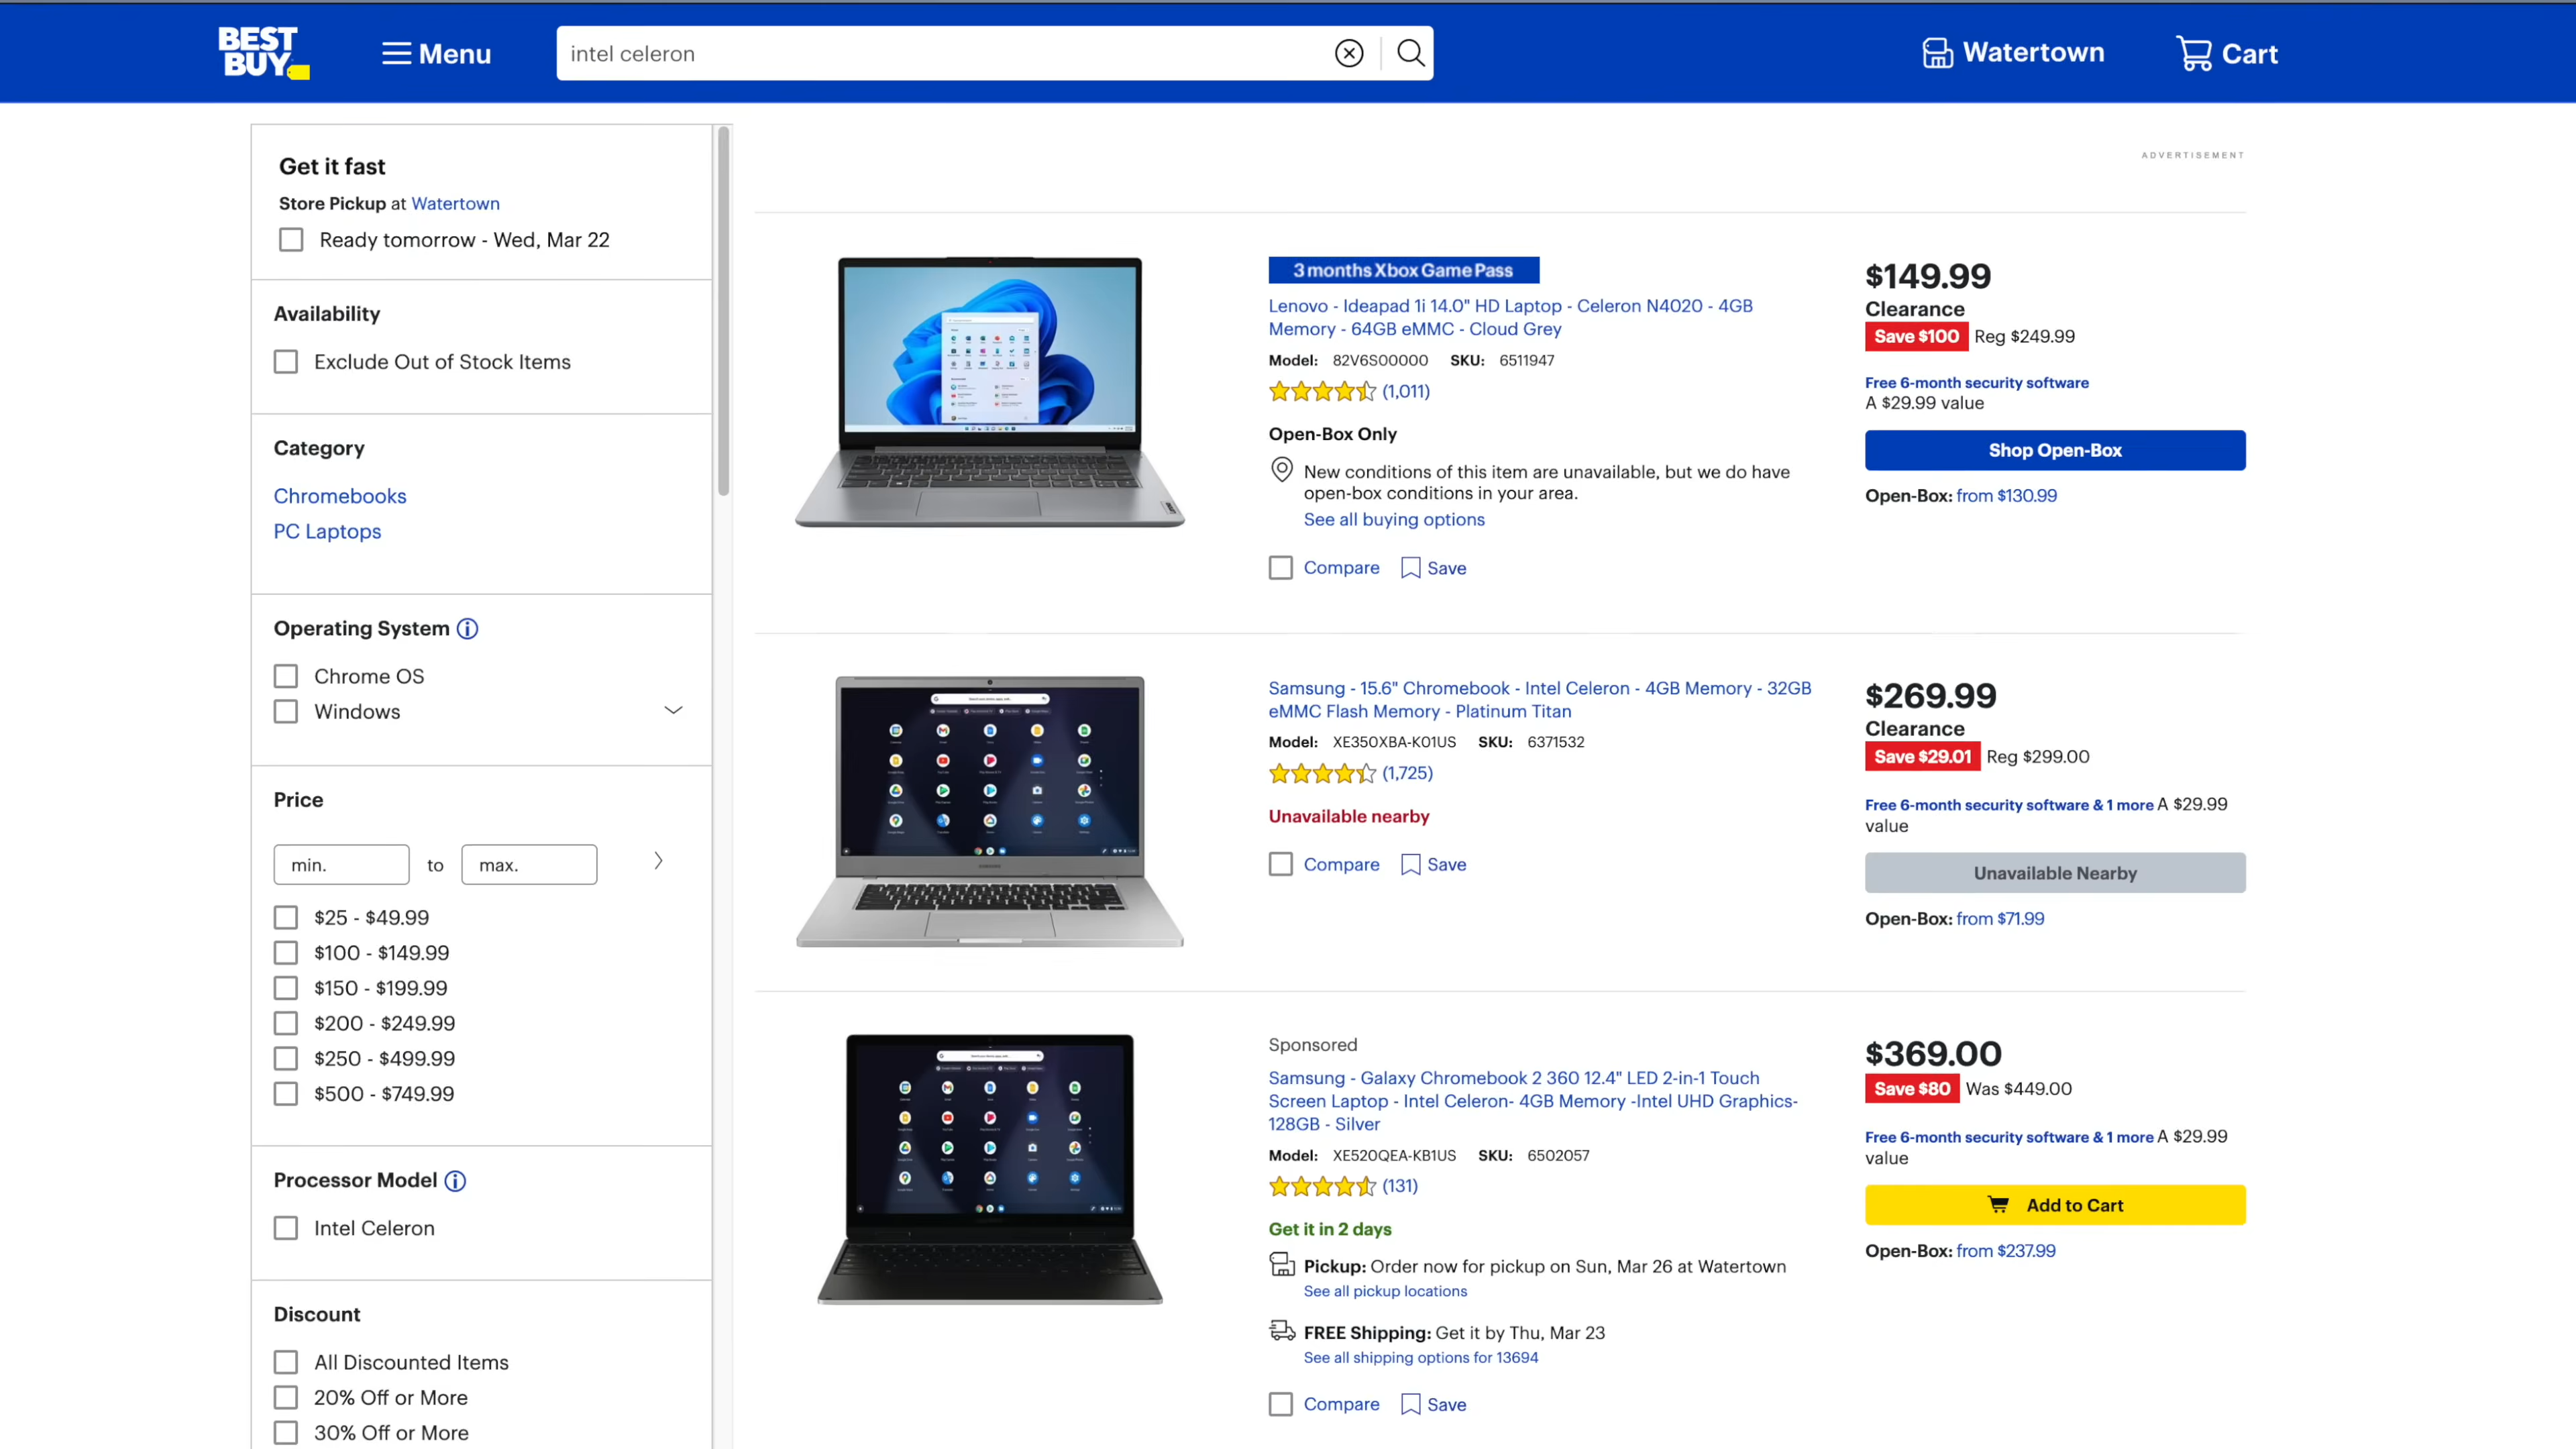 BEST
BUY
Menu
intel celeron
Watertown
Cart
Get it fast
Store Pickup at Watertown
Ready tomorrow - Wed, Mar 22
Availability
Exclude Out of Stock Items
Category
Chromebooks
PC Laptops
Operating System
Chrome OS
Windows
Price
min. to max.
$25 - $49.99
$100 - $149.99
$150 - $199.99
$200 - $249.99
$250 - $499.99
$500 - $749.99
Processor Model
Intel Celeron
Discount
All Discounted Items
20% Off or More
30% Off or More
ADVERTISEMENT
3 months Xbox Game Pass
Lenovo - Ideapad 1i 14.0" HD Laptop - Celeron N4020 - 4GB
Memory - 64GB eMMC - Cloud Grey
Model: 82V6S00000 SKU: 6511947
(1,011)
Open-Box Only
New conditions of this item are unavailable, but we do have
open-box conditions in your area.
See all buying options
Compare Save
$149.99
Clearance
Save $100 Reg $249.99
Free 6-month security software
A $29.99 value
Shop Open-Box
Open-Box: from $130.99
Samsung - 15.6" Chromebook - Intel Celeron - 4GB Memory - 32GB
eMMC Flash Memory - Platinum Titan
Model: XE350XBA-K01US SKU: 6371532
(1,725)
Unavailable nearby
Compare Save
$269.99
Clearance
Save $29.01 Reg $299.00
Free 6-month security software & 1 more A $29.99
value
Unavailable Nearby
Open-Box: from $71.99
Sponsored
Samsung - Galaxy Chromebook 2 360 12.4" LED 2-in-1 Touch
Screen Laptop - Intel Celeron- 4GB Memory -Intel UHD Graphics-
128GB - Silver
Model: XE520QEA-KB1US SKU: 6502057
(131)
Get it in 2 days
Pickup: Order now for pickup on Sun, Mar 26 at Watertown
See all pickup locations
FREE Shipping: Get it by Thu, Mar 23
See all shipping options for 13694
Compare Save
$369.00
Save $80 Was $449.00
Free 6-month security software & 1 more A $29.99
value
Add to Cart
Open-Box: from $237.99